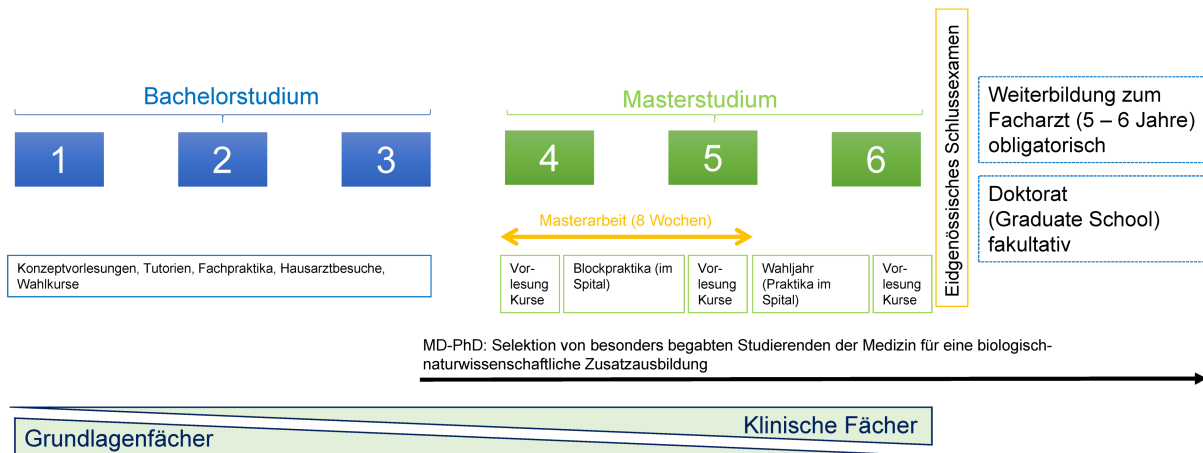 Bachelorstudium
Masterstudium
1
2
3
4
5
6
Masterarbeit (8 Wochen)
Konzeptvorlesungen, Tutorien, Fachpraktika, Hausarztbesuche,
Wahlkurse
Vor-
lesung
Kurse
Blockpraktika (im
Spital)
Vor-
lesung
Kurse
Wahljahr
(Praktika im
Spital)
Vor-
lesung
Kurse
Eidgenössisches Schlussexamen
Weiterbildung zum
Facharzt (5 – 6 Jahre)
obligatorisch
Doktorat
(Graduate School)
fakultativ
MD-PhD: Selektion von besonders begabten Studierenden der Medizin für eine biologisch-
naturwissenschaftliche Zusatzausbildung
Klinische Fächer
Grundlagenfächer